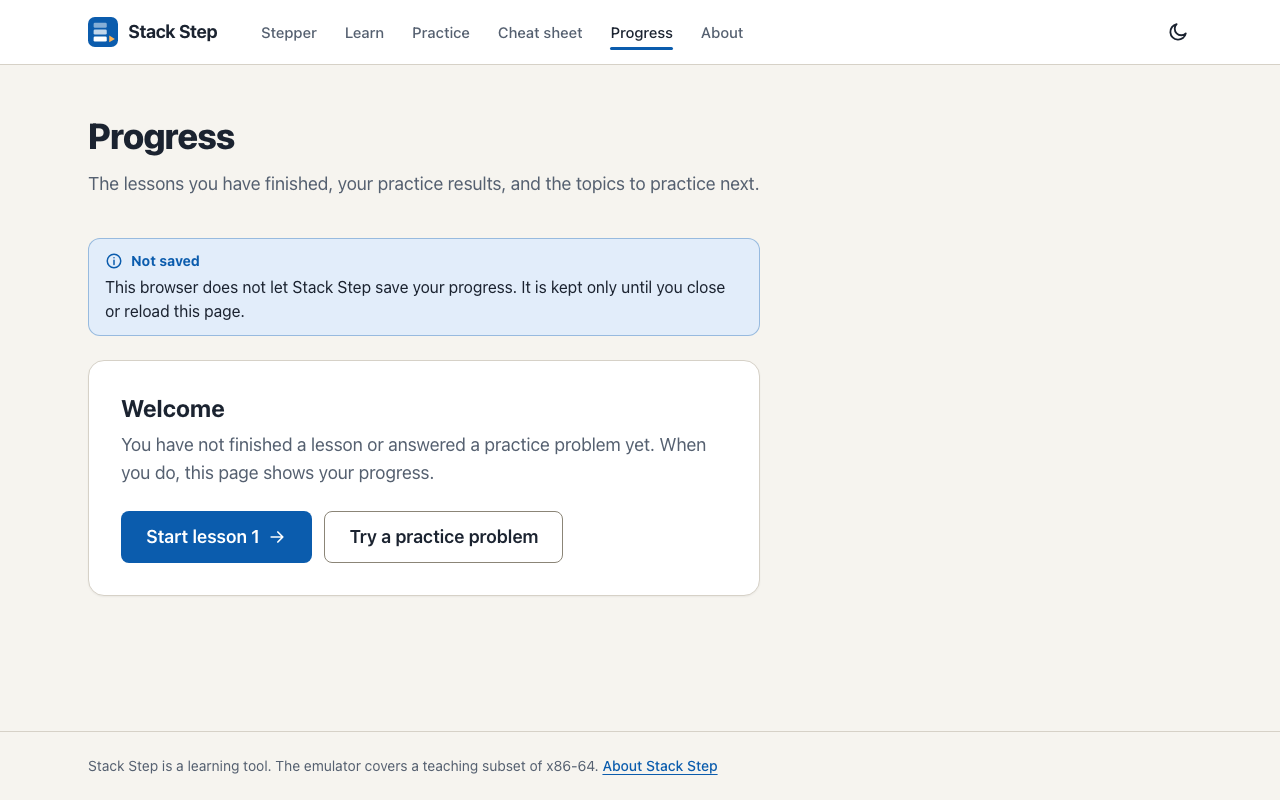 Stack Step
Stepper
Learn
Practice
Cheat sheet
Progress
About
Progress
The lessons you have finished, your practice results, and the topics to practice next.
Not saved
This browser does not let Stack Step save your progress. It is kept only until you close
or reload this page.
Welcome
You have not finished a lesson or answered a practice problem yet. When
you do, this page shows your progress.
Start lesson 1 →
Try a practice problem
Stack Step is a learning tool. The emulator covers a teaching subset of x86-64. About Stack Step